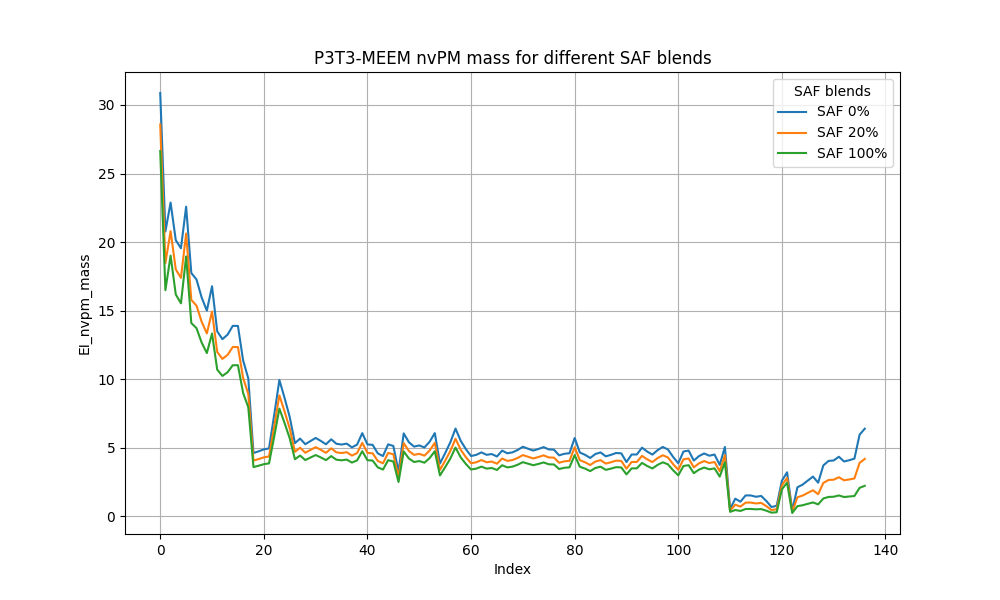 P3T3-MEEM nvPM mass for different SAF blends
SAF blends
SAF 0%
SAF 20%
SAF 100%
EI_nvpm_mass
30
25
20
15
10
5
0
0 20 40 60 80 100 120 140
Index